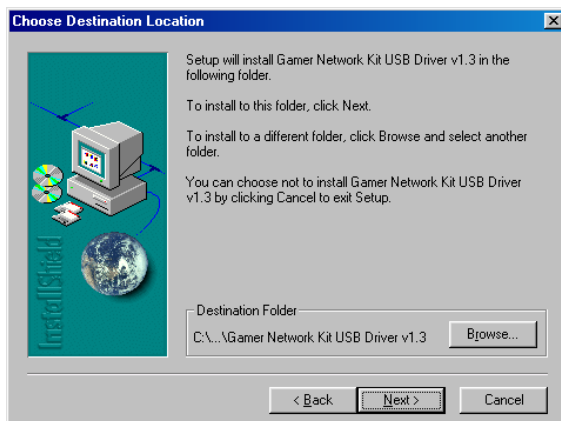 Choose Destination Location
Setup will install Gamer Network Kit USB Driver v1.3 in the
following folder.
To install to this folder, click Next.
To install to a different folder, click Browse and select another
folder.
You can choose not to install Gamer Network Kit USB Driver
v1.3 by clicking Cancel to exit Setup.
InstallShield
Destination Folder
C:\...\Gamer Network Kit USB Driver v1.3
Browse...
< Back
Next >
Cancel